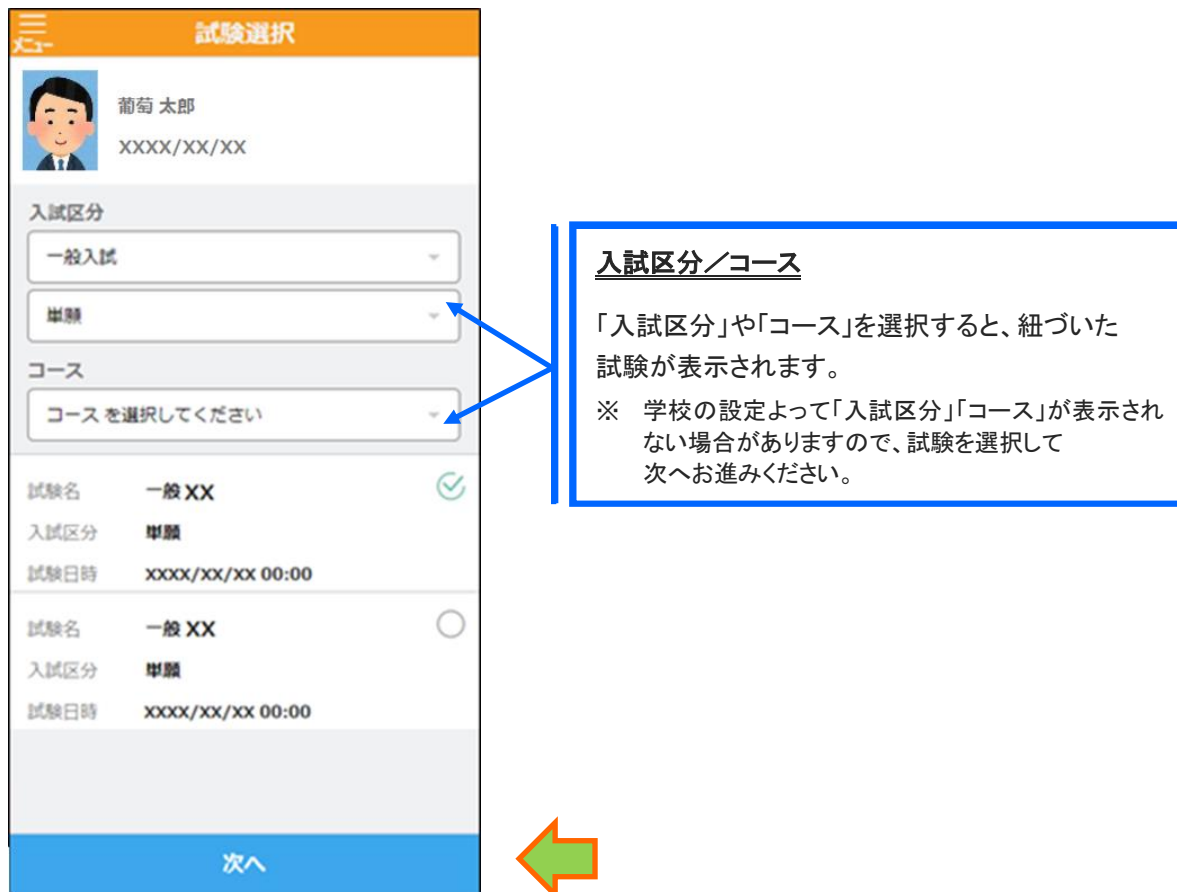 メニュー
試験選択
葡萄 太郎
XXXX/XX/XX
入試区分
一般入試
単願
コース
コース を選択してください
試験名 一般 XX
入試区分 単願
試験日時 XXXX/XX/XX 00:00
試験名 一般 XX
入試区分 単願
試験日時 XXXX/XX/XX 00:00
次へ
入試区分／コース
「入試区分」や「コース」を選択すると、紐づいた
試験が表示されます。
※ 学校の設定よって「入試区分」「コース」が表示され
ない場合がありますので、試験を選択して
次へお進みください。